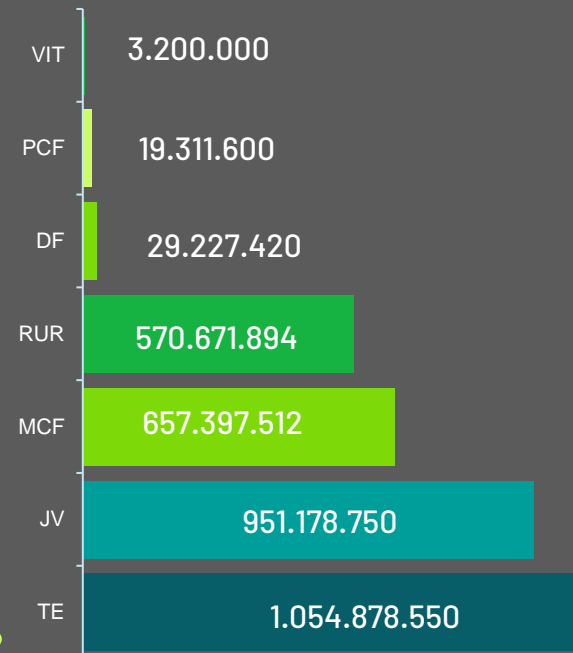 VIT 3.200.000
PCF 19.311.600
DF 29.227.420
RUR 570.671.894
MCF 657.397.512
JV 951.178.750
TE 1.054.878.550